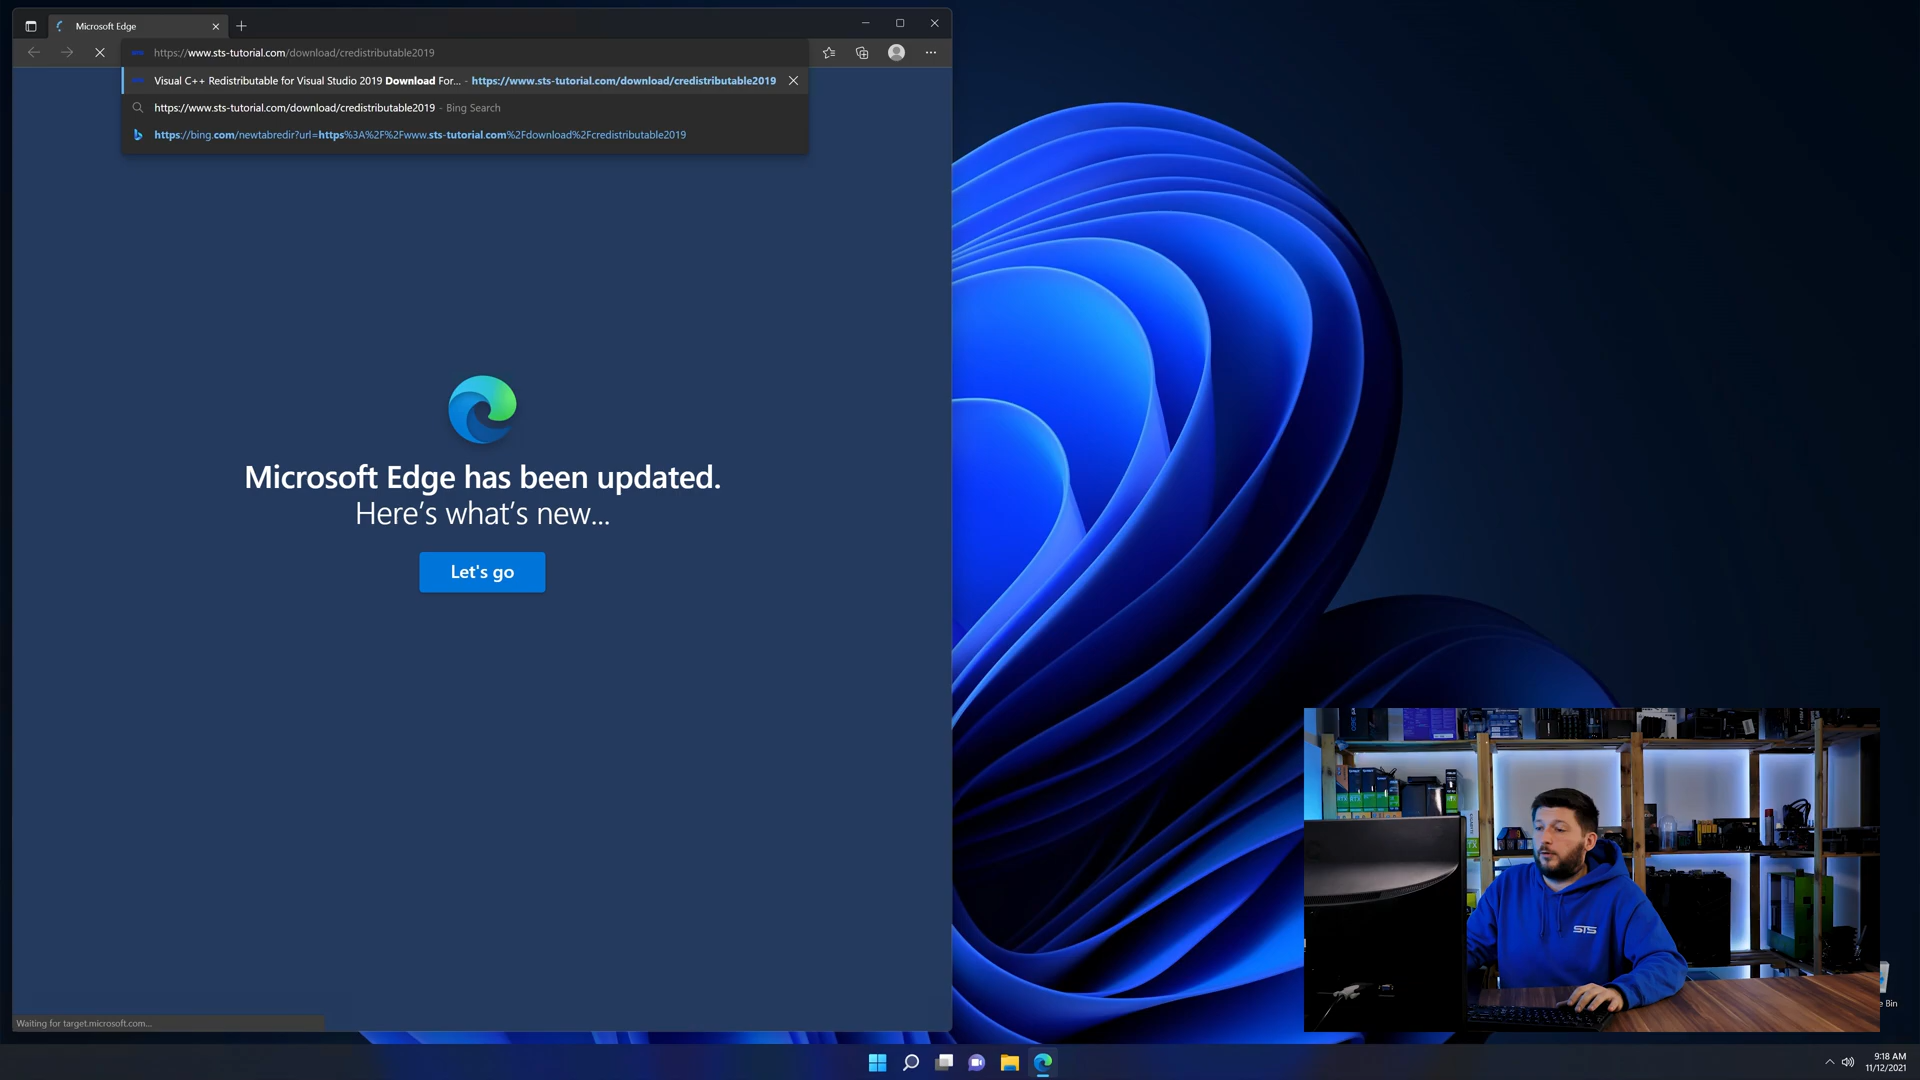 Microsoft Edge
https://www.sts-tutorial.com/download/credistributable2019
Visual C++ Redistributable for Visual Studio 2019 Download For... - https://www.sts-tutorial.com/download/credistributable2019
https://www.sts-tutorial.com/download/credistributable2019 - Bing Search
https://bing.com/newtabredir?url=https%3A%2F%2Fwww.sts-tutorial.com%2Fdownload%2Fcredistributable2019
Microsoft Edge has been updated.
Here's what's new...
Let's go
STS
e Bin
Waiting for target.microsoft.com...
9:18 AM
11/12/2021